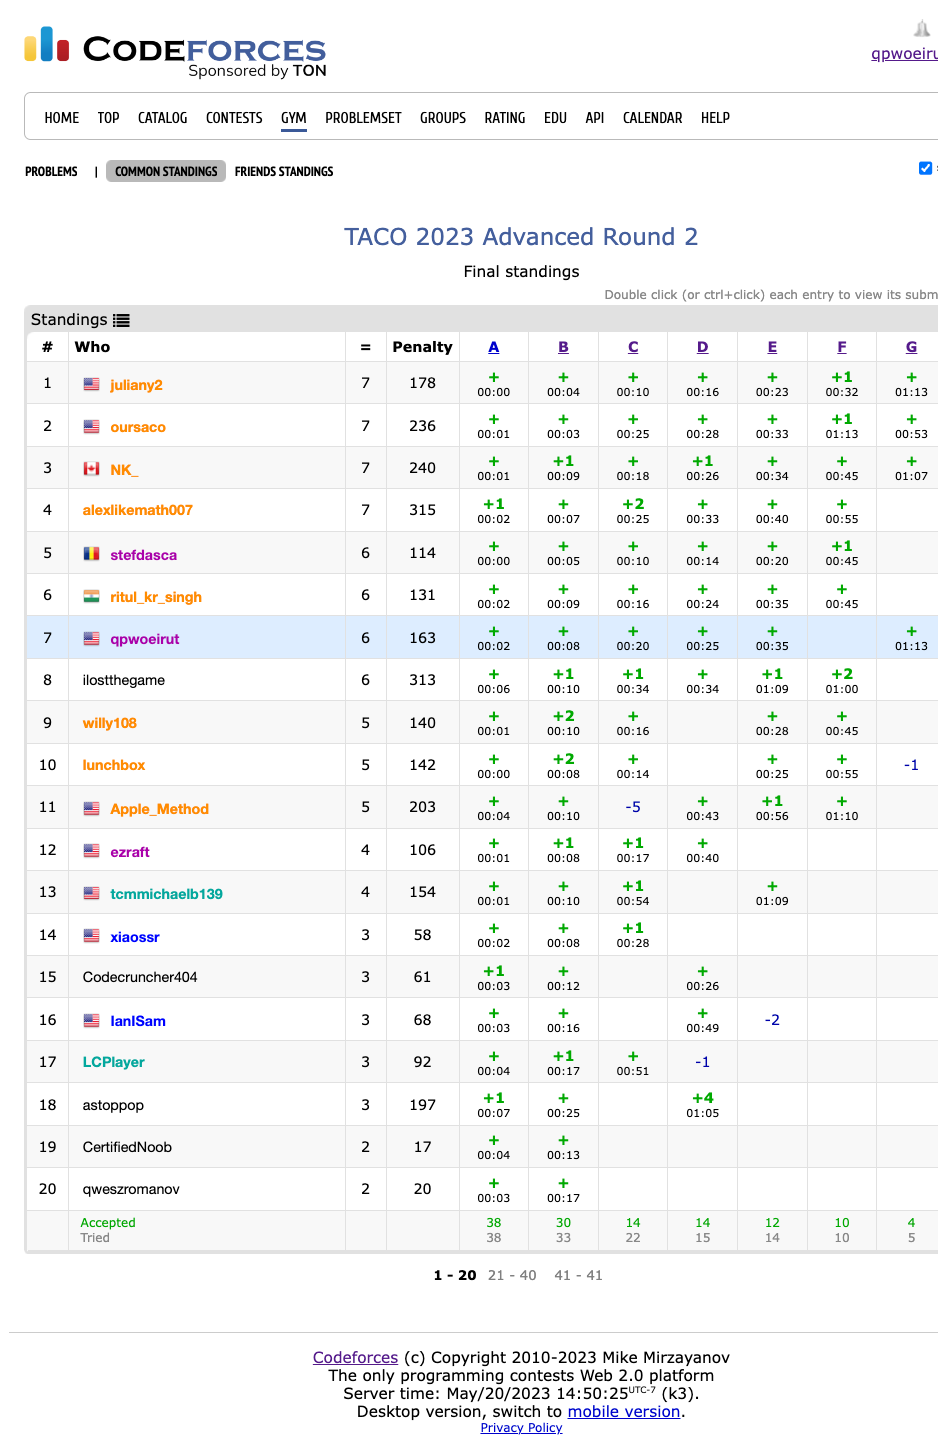 CODEFORCES
Sponsored by TON
qpwoeiru
HOME TOP CATALOG CONTESTS GYM PROBLEMSET GROUPS RATING EDU API CALENDAR HELP
PROBLEMS | COMMON STANDINGS FRIENDS STANDINGS
TACO 2023 Advanced Round 2
Final standings
Double click (or ctrl+click) each entry to view its subm
Standings
# Who = Penalty A B C D E F G
1 juliany2 7 178 + + + + + +1 +
00:00 00:04 00:10 00:16 00:23 00:32 01:13
2 oursaco 7 236 + + + + + +1 +
00:01 00:03 00:25 00:28 00:33 01:13 00:53
3 NK_ 7 240 + +1 + +1 + + +
00:01 00:09 00:18 00:26 00:34 00:45 01:07
4 alexlikemath007 7 315 +1 + +2 + + +
00:02 00:07 00:25 00:33 00:40 00:55
5 stefdasca 6 114 + + + + + +1
00:00 00:05 00:10 00:14 00:20 00:45
6 ritul_kr_singh 6 131 + + + + + +
00:02 00:09 00:16 00:24 00:35 00:45
7 qpwoeirut 6 163 + + + + + +
00:02 00:08 00:20 00:25 00:35 01:13
8 ilostthegame 6 313 + +1 +1 + +1 +2
00:06 00:10 00:34 00:34 01:09 01:00
9 willy108 5 140 + +2 + + +
00:01 00:10 00:16 00:28 00:45
10 lunchbox 5 142 + +2 + + + -1
00:00 00:08 00:14 00:25 00:55
11 Apple_Method 5 203 + + -5 + +1 +
00:04 00:10 00:43 00:56 01:10
12 ezraft 4 106 + +1 +1 +
00:01 00:08 00:17 00:40
13 tcmmichaelb139 4 154 + + +1 +
00:01 00:10 00:54 01:09
14 xiaossr 3 58 + + +1
00:02 00:08 00:28
15 Codecruncher404 3 61 +1 + +
00:03 00:12 00:26
16 IanISam 3 68 + + + -2
00:03 00:16 00:49
17 LCPlayer 3 92 + +1 + -1
00:04 00:17 00:51
18 astoppop 3 197 +1 + +4
00:07 00:25 01:05
19 CertifiedNoob 2 17 + +
00:04 00:13
20 qweszromanov 2 20 + +
00:03 00:17
Accepted 38 30 14 14 12 10 4
Tried 38 33 22 15 14 10 5
1 - 20 21 - 40 41 - 41
Codeforces (c) Copyright 2010-2023 Mike Mirzayanov
The only programming contests Web 2.0 platform
Server time: May/20/2023 14:50:25UTC-7 (k3).
Desktop version, switch to mobile version.
Privacy Policy